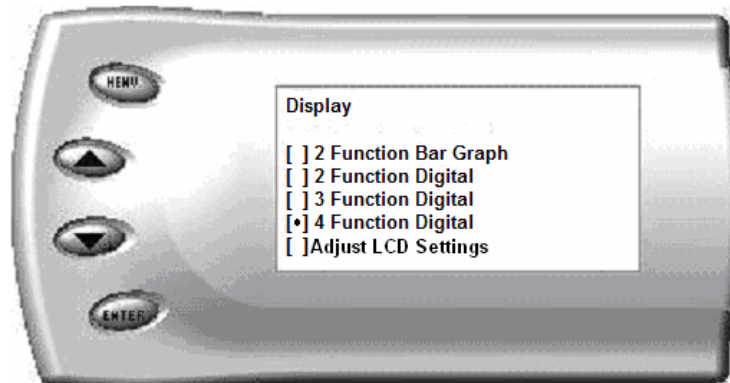 MENU
Display
[ ] 2 Function Bar Graph
[ ] 2 Function Digital
[ ] 3 Function Digital
[•] 4 Function Digital
[ ]Adjust LCD Settings
ENTER